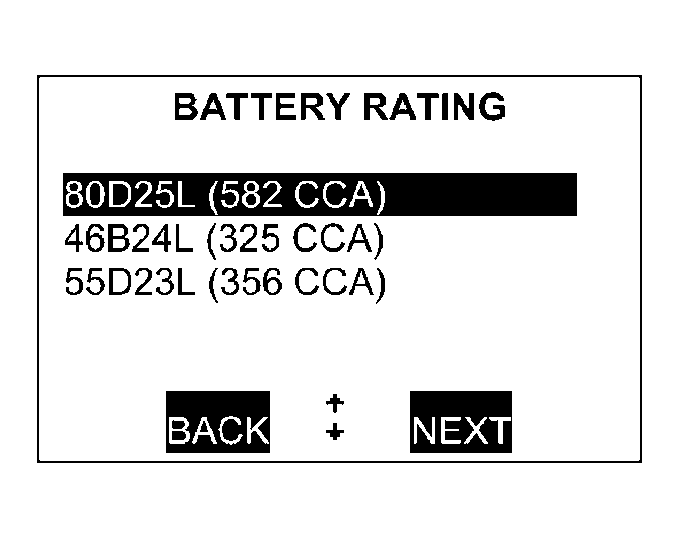 BATTERY RATING
80D25L (582 CCA)
46B24L (325 CCA)
55D23L (356 CCA)
BACK ↑ NEXT
↓